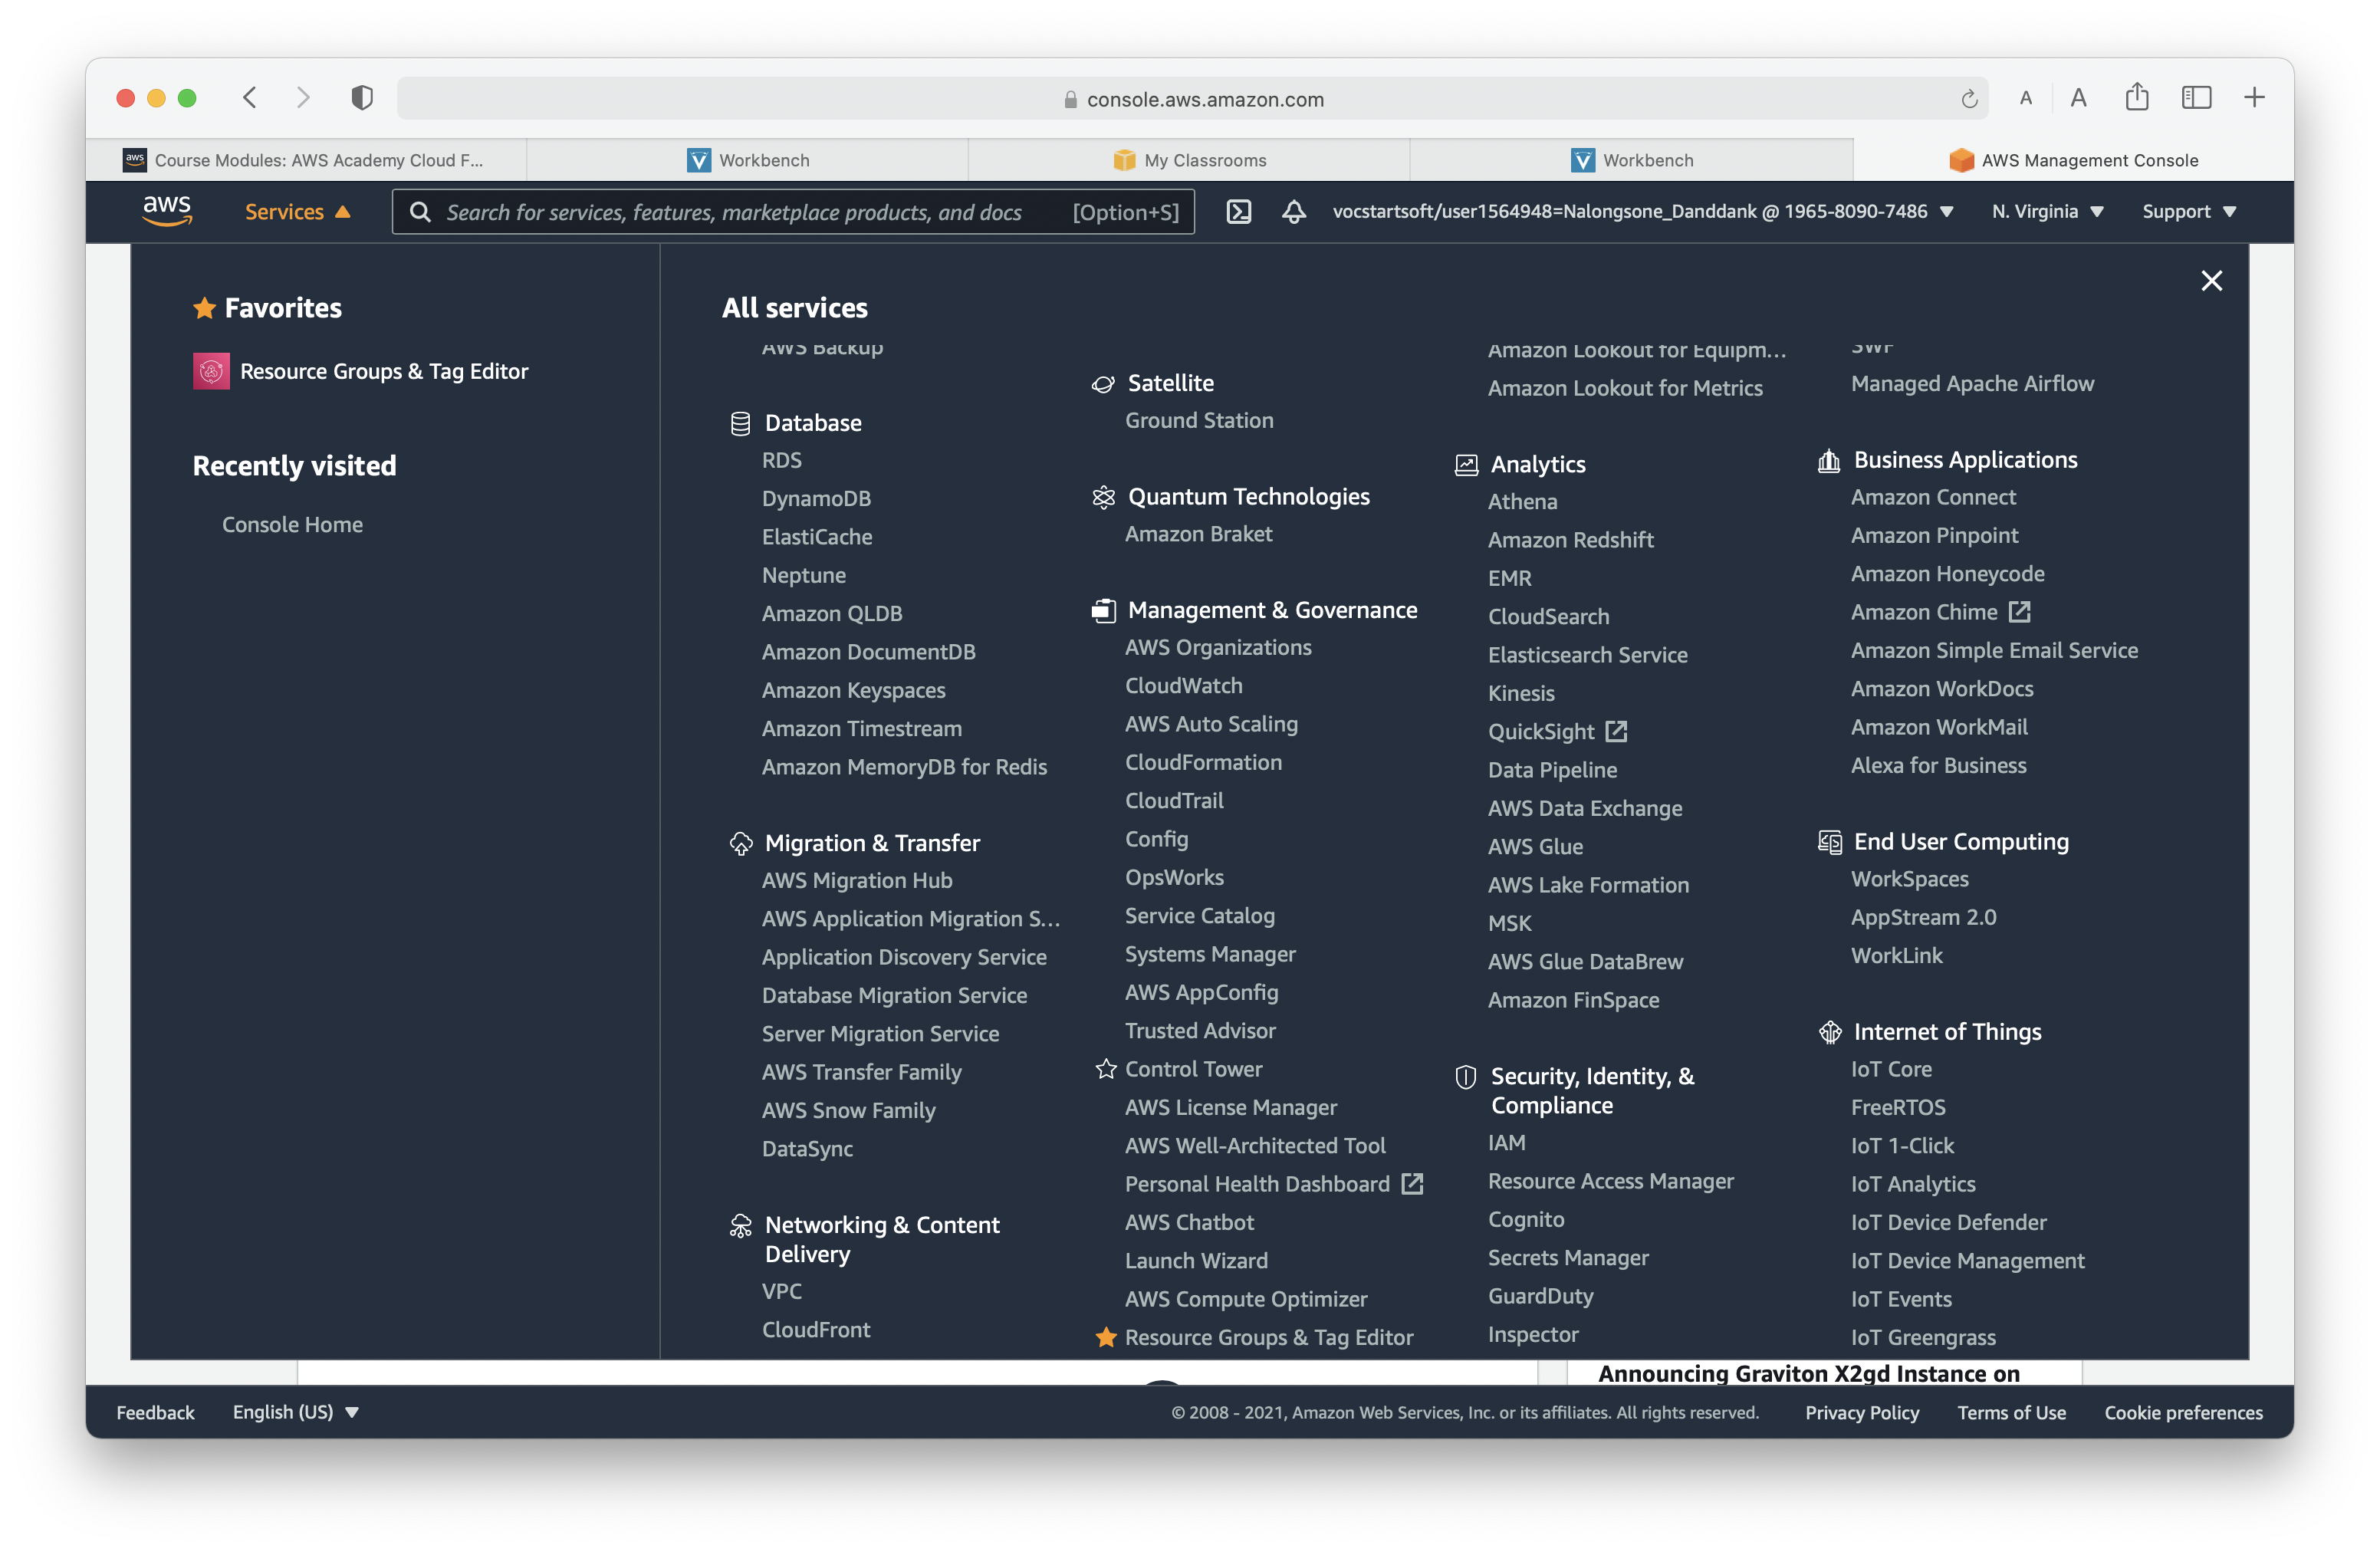 console.aws.amazon.com
A A
aws Course Modules: AWS Academy Cloud F...
Workbench
My Classrooms
Workbench
AWS Management Console
aws
Services
Search for services, features, marketplace products, and docs [Option+S]
vocstartsoft/user1564948=Nalongsone_Danddank @ 1965-8090-7486
N. Virginia
Support
Favorites
Resource Groups & Tag Editor
Recently visited
Console Home
All services
AWS Backup
Database
RDS
DynamoDB
ElastiCache
Neptune
Amazon QLDB
Amazon DocumentDB
Amazon Keyspaces
Amazon Timestream
Amazon MemoryDB for Redis
Migration & Transfer
AWS Migration Hub
AWS Application Migration S...
Application Discovery Service
Database Migration Service
Server Migration Service
AWS Transfer Family
AWS Snow Family
DataSync
Networking & Content
Delivery
VPC
CloudFront
Satellite
Ground Station
Quantum Technologies
Amazon Braket
Management & Governance
AWS Organizations
CloudWatch
AWS Auto Scaling
CloudFormation
CloudTrail
Config
OpsWorks
Service Catalog
Systems Manager
AWS AppConfig
Trusted Advisor
Control Tower
AWS License Manager
AWS Well-Architected Tool
Personal Health Dashboard
AWS Chatbot
Launch Wizard
AWS Compute Optimizer
Resource Groups & Tag Editor
Amazon Lookout for Equipm...
Amazon Lookout for Metrics
Analytics
Athena
Amazon Redshift
EMR
CloudSearch
Elasticsearch Service
Kinesis
QuickSight
Data Pipeline
AWS Data Exchange
AWS Glue
AWS Lake Formation
MSK
AWS Glue DataBrew
Amazon FinSpace
Security, Identity, &
Compliance
IAM
Resource Access Manager
Cognito
Secrets Manager
GuardDuty
Inspector
SWF
Managed Apache Airflow
Business Applications
Amazon Connect
Amazon Pinpoint
Amazon Honeycode
Amazon Chime
Amazon Simple Email Service
Amazon WorkDocs
Amazon WorkMail
Alexa for Business
End User Computing
WorkSpaces
AppStream 2.0
WorkLink
Internet of Things
IoT Core
FreeRTOS
IoT 1-Click
IoT Analytics
IoT Device Defender
IoT Device Management
IoT Events
IoT Greengrass
Announcing Graviton X2gd Instance on
Feedback
English (US)
© 2008 - 2021, Amazon Web Services, Inc. or its affiliates. All rights reserved.
Privacy Policy
Terms of Use
Cookie preferences